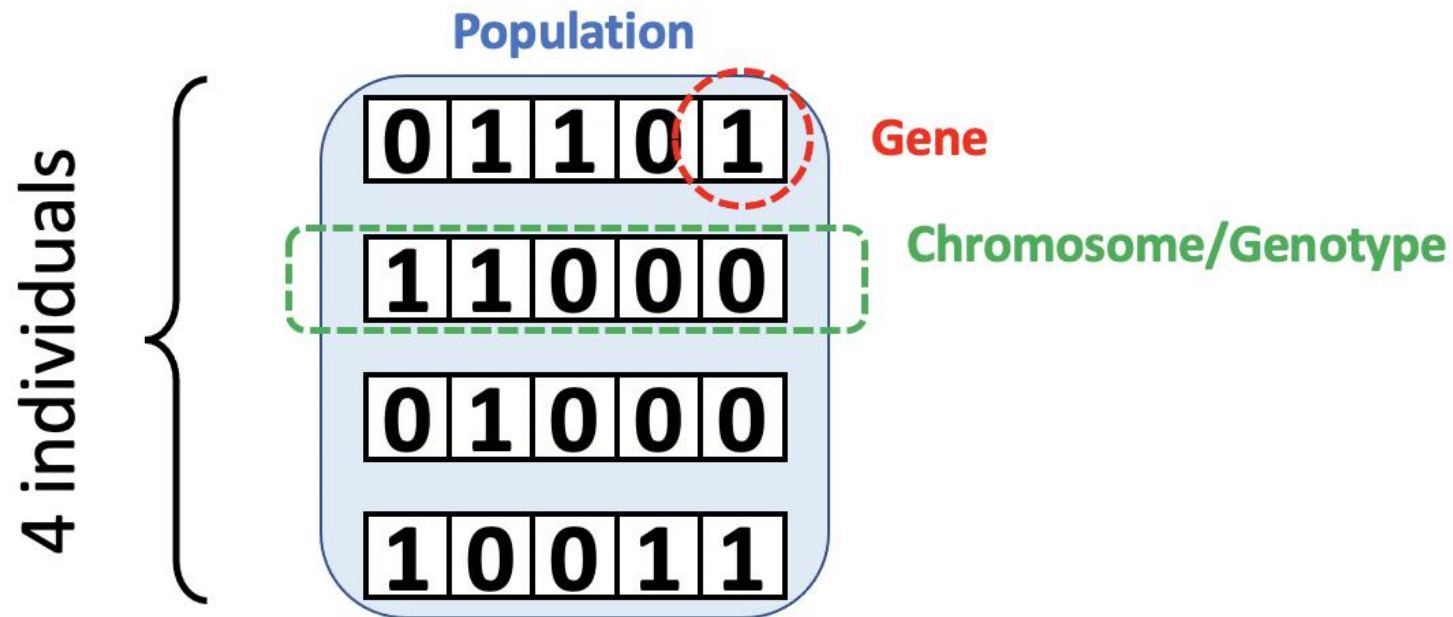 Population
4 individuals
0 1 1 0 1
Gene
1 1 0 0 0
Chromosome/Genotype
0 1 0 0 0
1 0 0 1 1